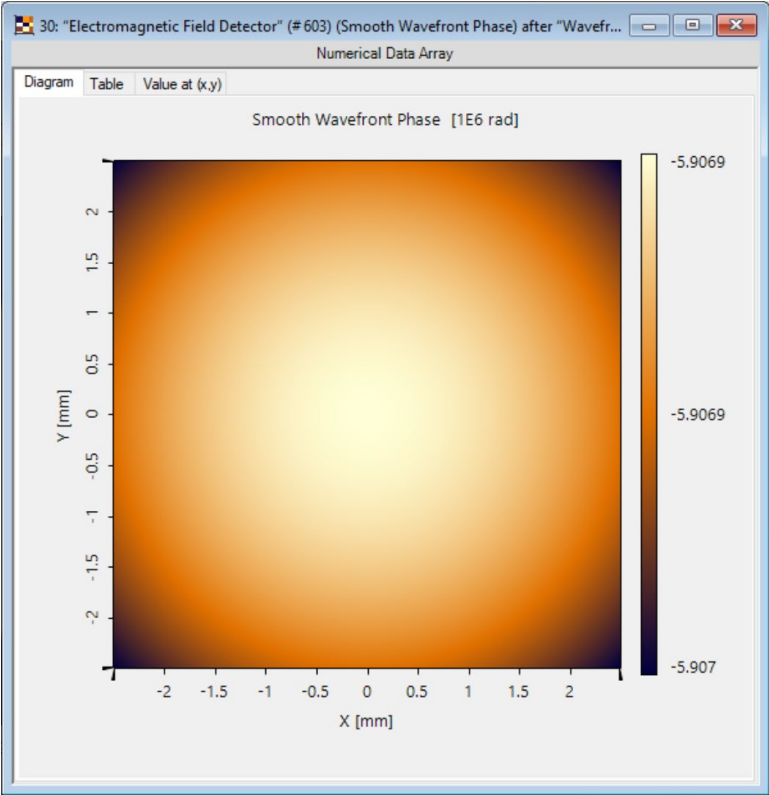 30: "Electromagnetic Field Detector" (# 603) (Smooth Wavefront Phase) after "Wavefr...
Numerical Data Array
Diagram Table Value at (x,y)
Smooth Wavefront Phase [1E6 rad]
-5.9069
-5.9069
-5.907
Y [mm]
2
1.5
1
0.5
0
-0.5
-1
-1.5
-2
-2 -1.5 -1 -0.5 0 0.5 1 1.5 2
X [mm]